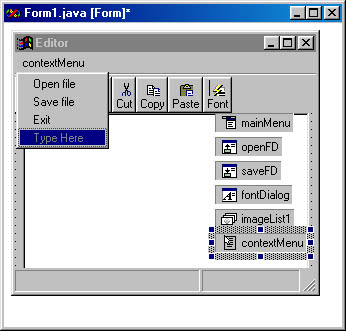 Form1.java [Form]*
Editor
contextMenu
Open file
Save file
Exit
Type Here
Cut
Copy
Paste
Font
mainMenu
openFD
saveFD
fontDialog
imageList1
contextMenu